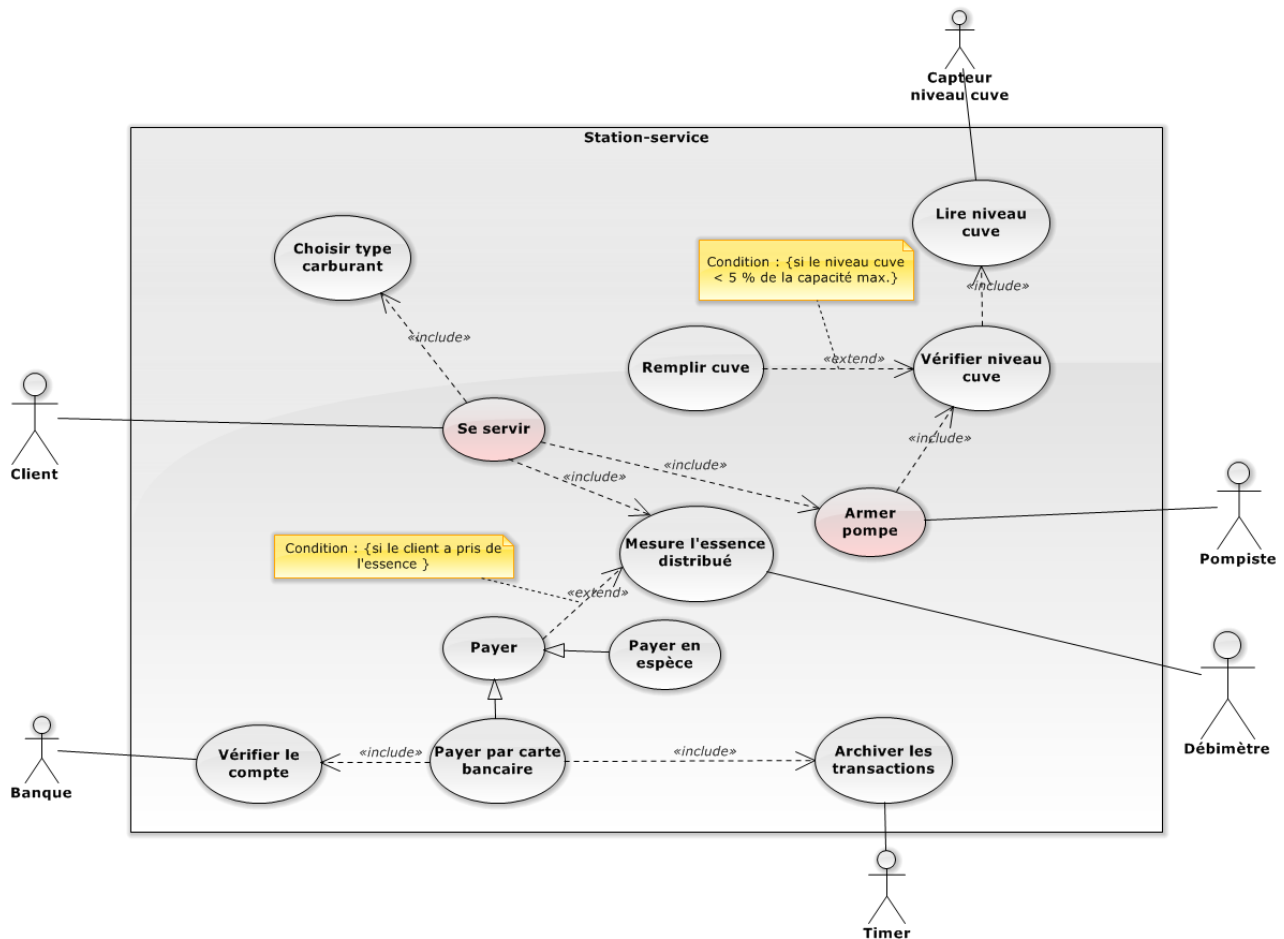 Capteur
niveau cuve
Station-service
Lire niveau
cuve
Choisir type
carburant
Condition : {si le niveau cuve
< 5 % de la capacité max.}
«include»
«include»
Remplir cuve
«extend»
Vérifier niveau
cuve
Client
Se servir
«include»
«include»
«include»
Armer
pompe
Pompiste
Mesure l'essence
distribué
Condition : {si le client a pris de
l'essence }
«extend»
Payer
Payer en
espèce
Débimètre
Banque
Vérifier le
compte
«include»
Payer par carte
bancaire
«include»
Archiver les
transactions
Timer